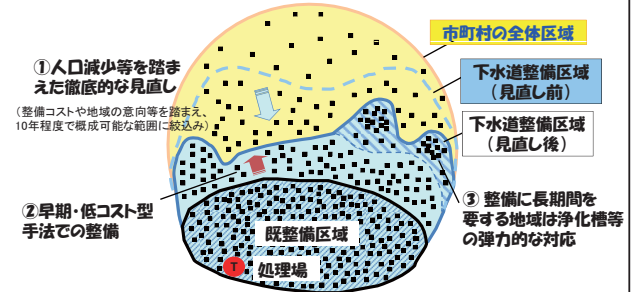 市町村の全体区域
①人口減少等を踏ま
えた徹底的な見直し
(整備コストや地域の意向等を踏まえ、
10年程度で概成可能な範囲に絞込み)
下水道整備区域
(見直し前)
下水道整備区域
(見直し後)
②早期・低コスト型
手法での整備
③ 整備に長期間を
要する地域は浄化槽等
の弾力的な対応
既整備区域
T 処理場